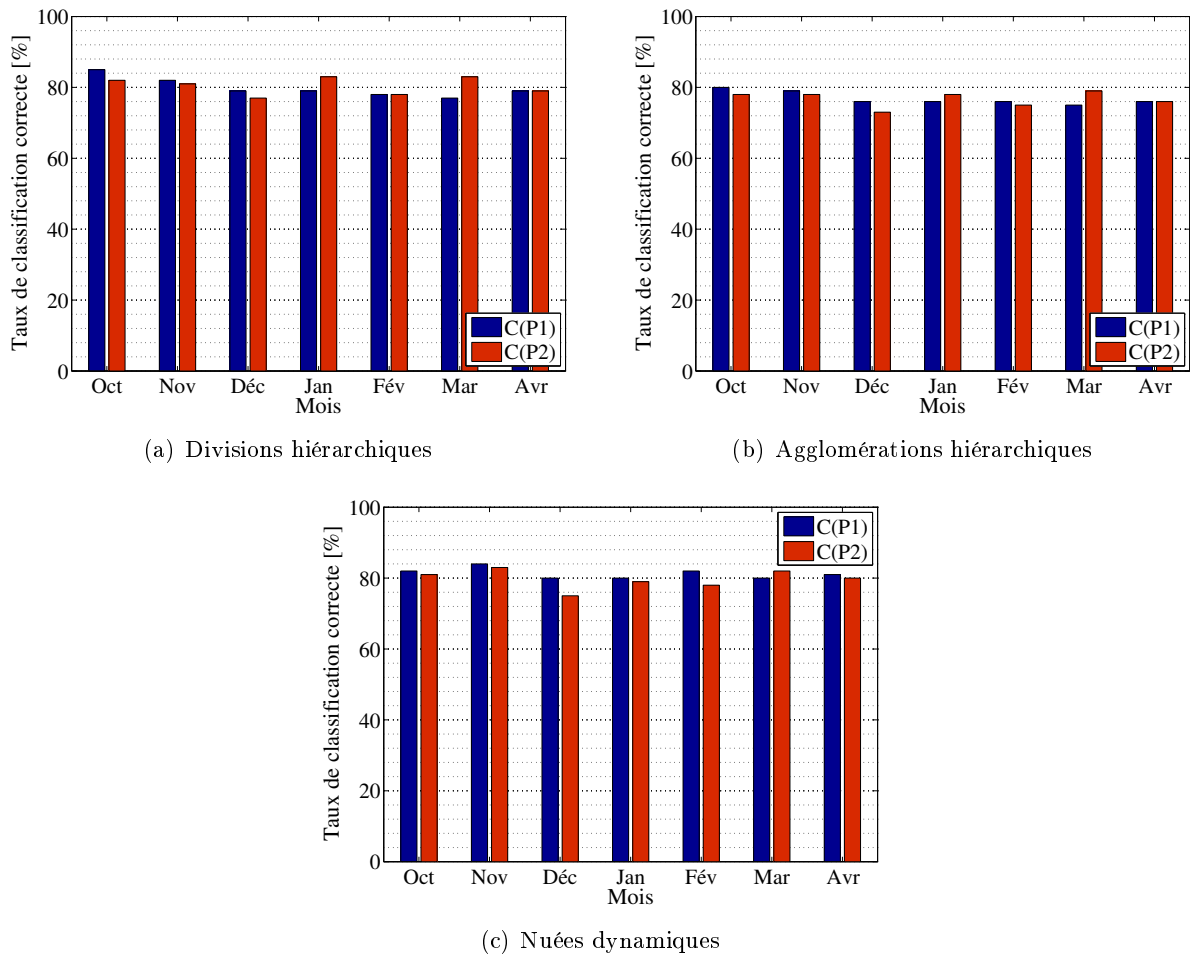 Taux de classification correcte [%]
100
80
60
40
20
0
Oct Nov Déc Jan Fév Mar Avr
Mois
C(P1)
C(P2)
(a) Divisions hiérarchiques
Taux de classification correcte [%]
100
80
60
40
20
0
Oct Nov Déc Jan Fév Mar Avr
Mois
C(P1)
C(P2)
(b) Agglomérations hiérarchiques
Taux de classification correcte [%]
100
80
60
40
20
0
Oct Nov Déc Jan Fév Mar Avr
Mois
C(P1)
C(P2)
(c) Nuées dynamiques